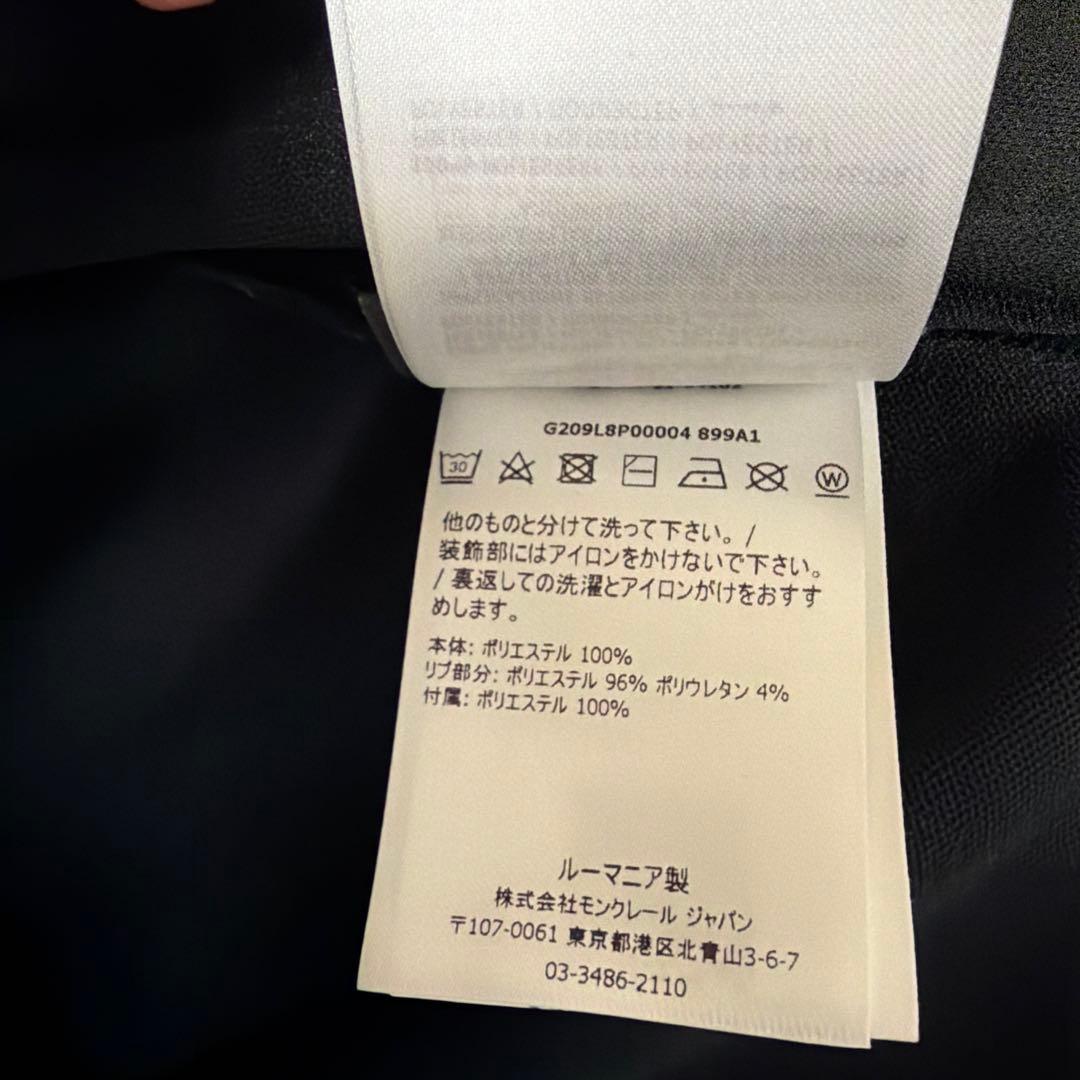 G209L8P00004 899A1
30
W
他のものと分けて洗って下さい。/
装飾部にはアイロンをかけないで下さい。
/ 裏返しての洗濯とアイロンがけをおすす
めします。
本体: ポリエステル 100%
リブ部分: ポリエステル 96% ポリウレタン 4%
付属: ポリエステル 100%
ルーマニア製
株式会社モンクレール ジャパン
〒107-0061 東京都港区北青山3-6-7
03-3486-2110